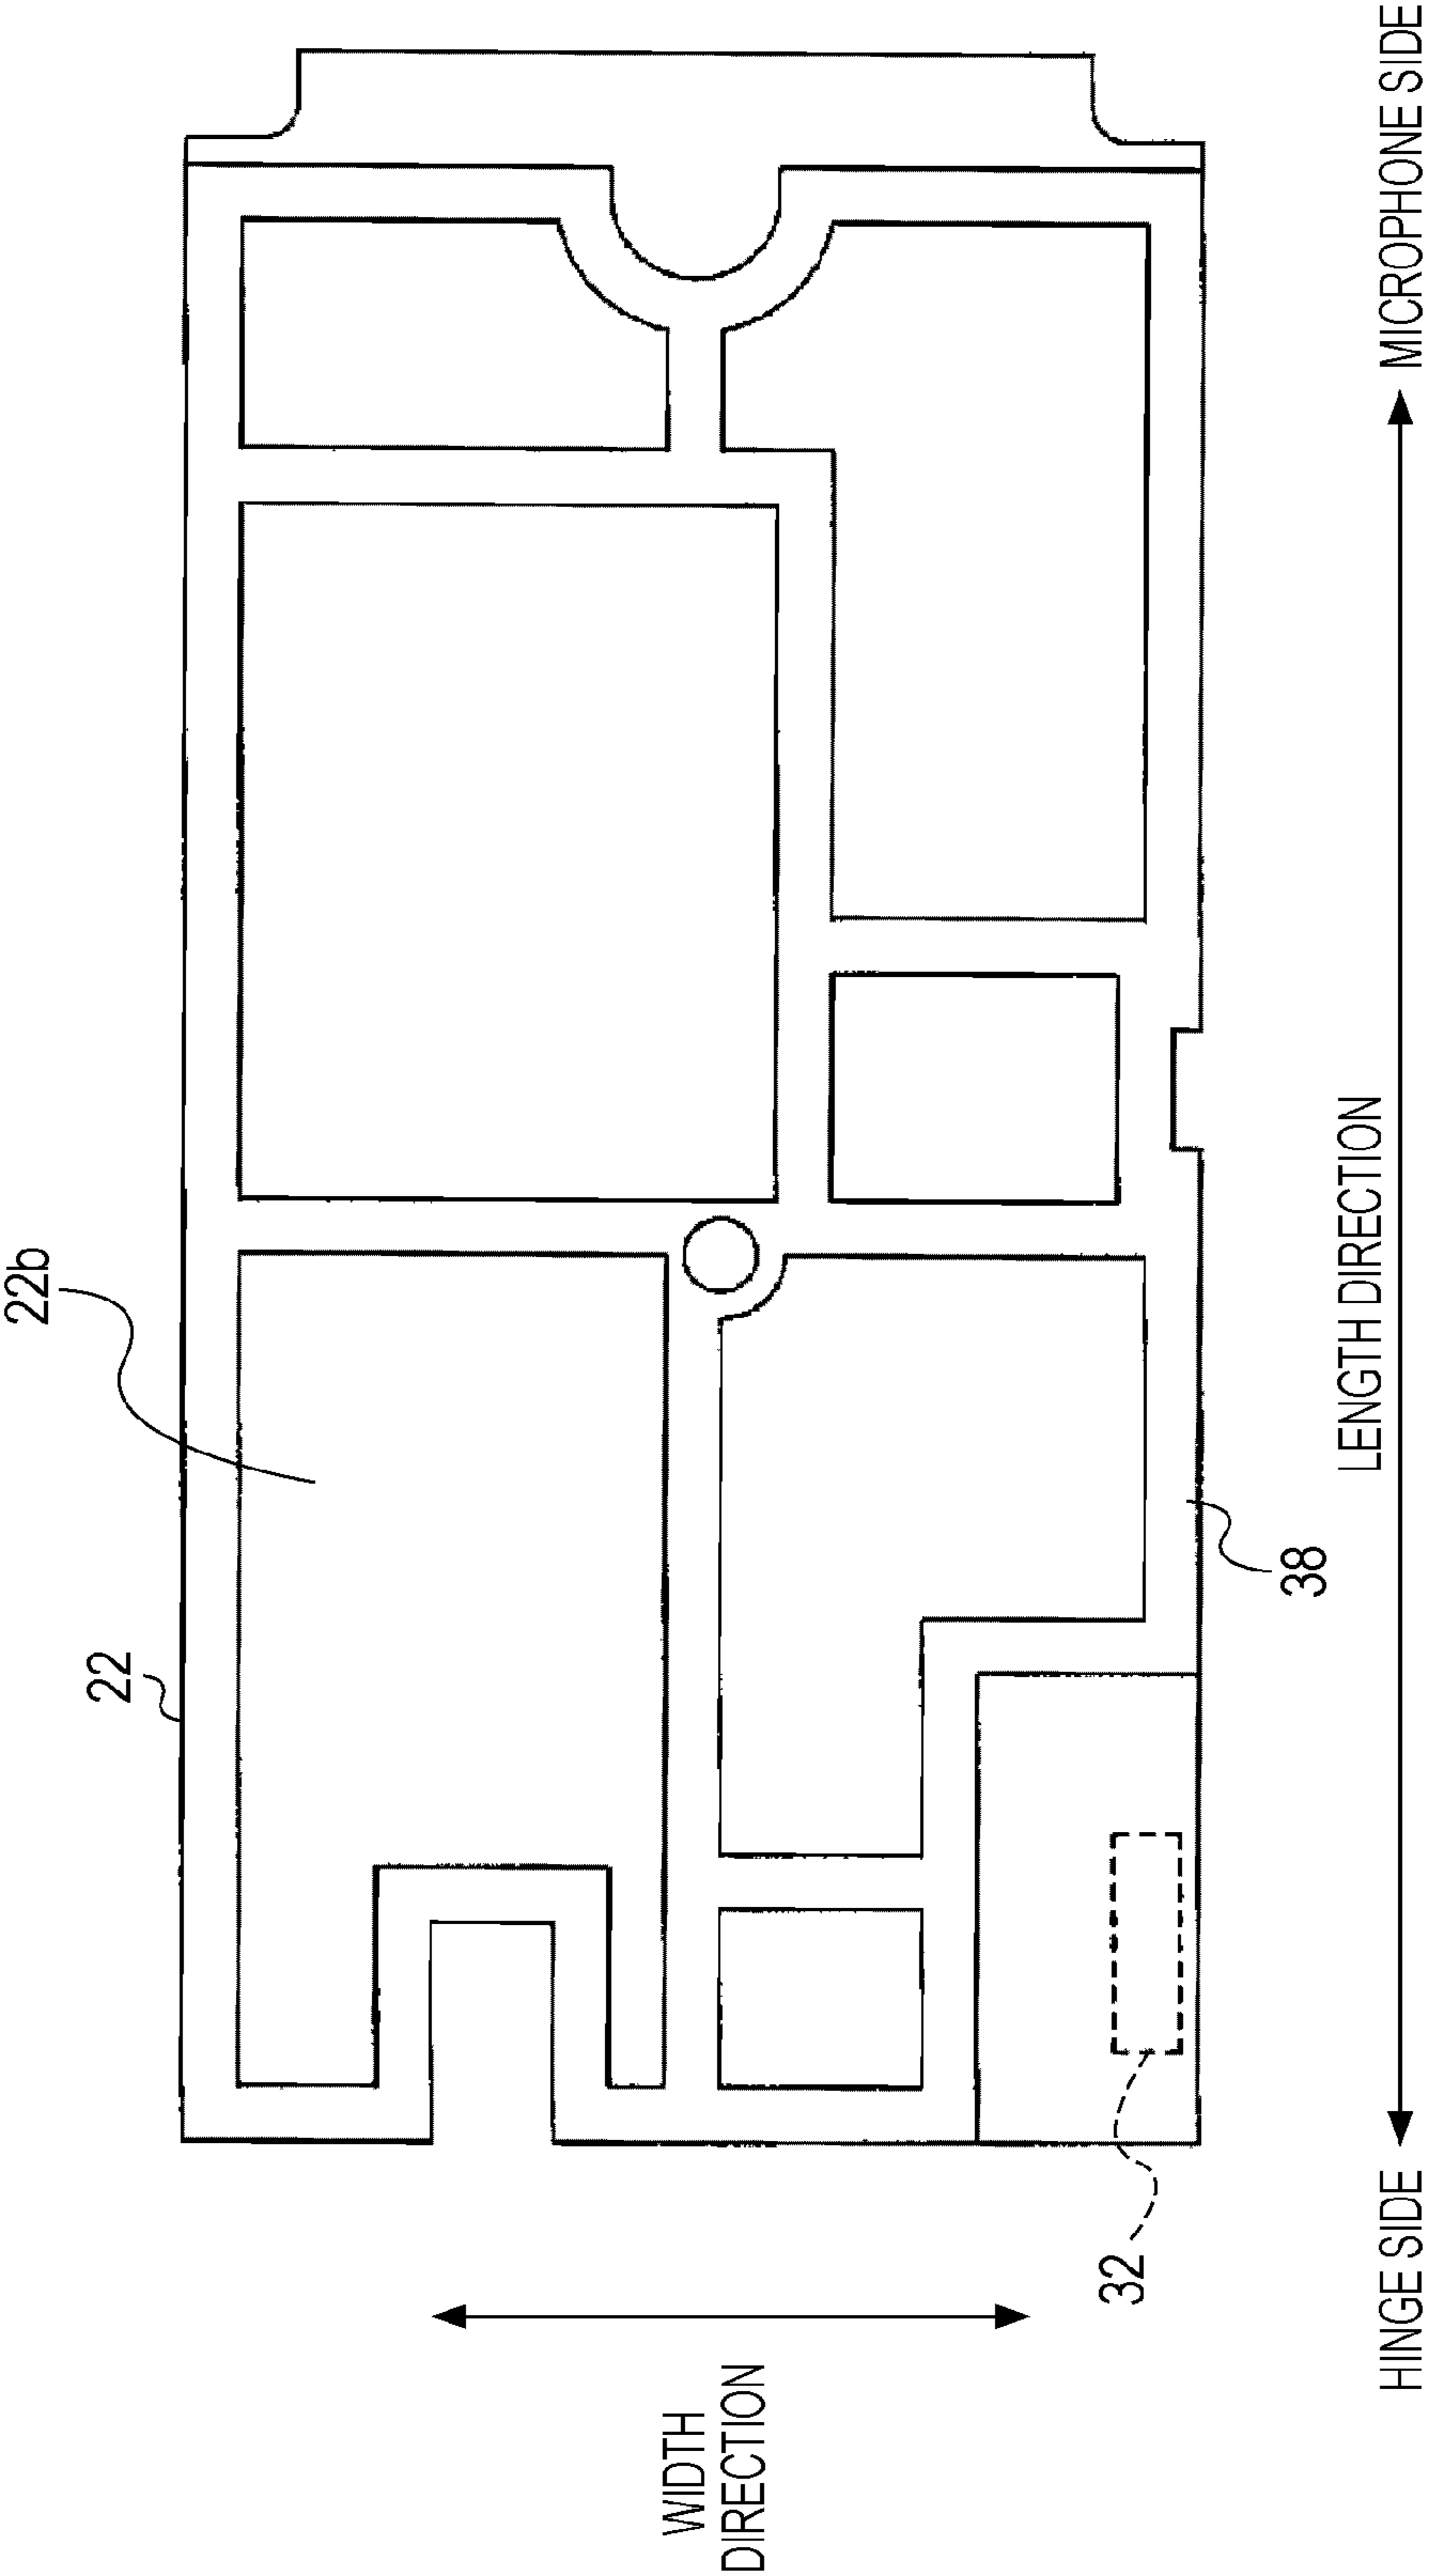 22b
22
38
32
WIDTH
DIRECTION
LENGTH DIRECTION
HINGE SIDE
MICROPHONE SIDE